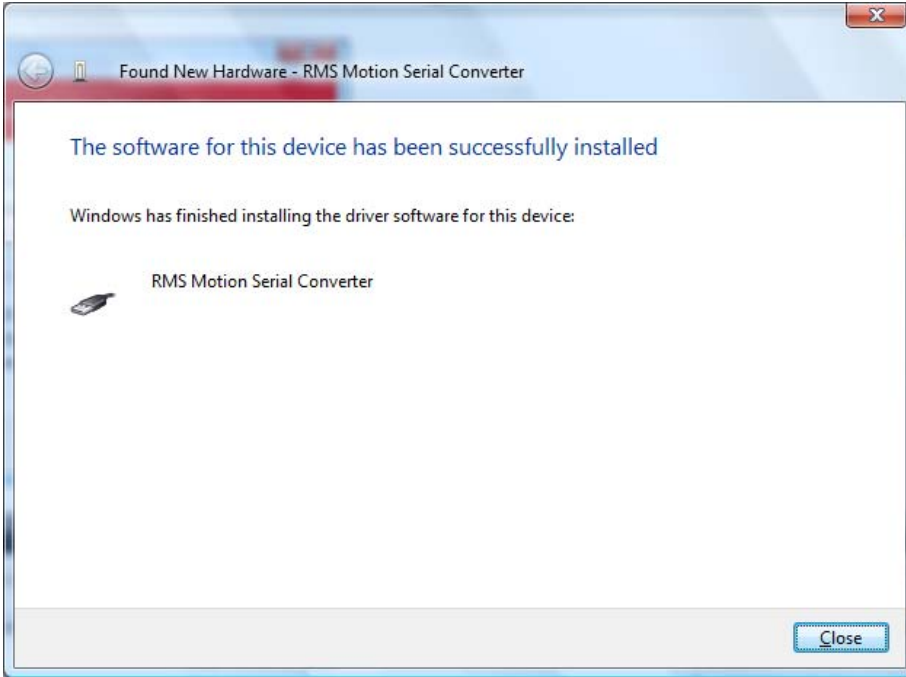 Found New Hardware - RMS Motion Serial Converter
The software for this device has been successfully installed
Windows has finished installing the driver software for this device:
RMS Motion Serial Converter
Close